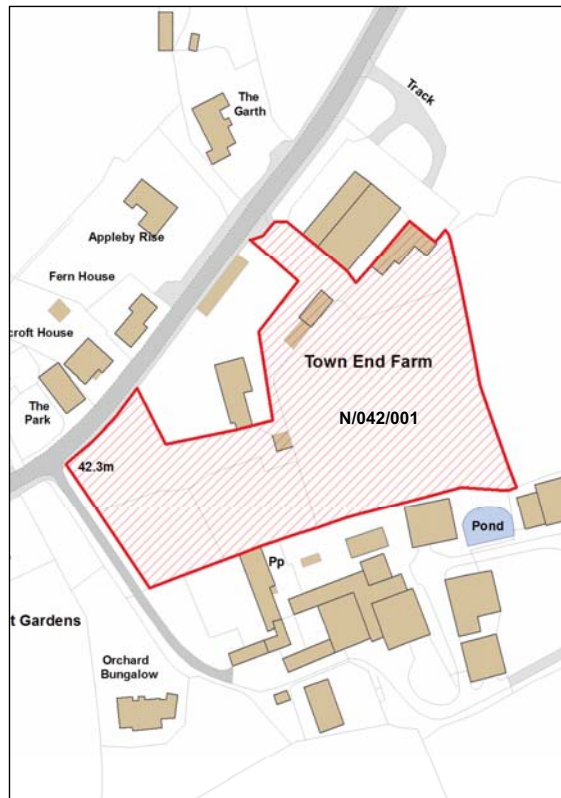 The
Garth
Track
Appleby Rise
Fern House
croft House
The
Park
Town End Farm
N/042/001
42.3m
Pond
Pp
t Gardens
Orchard
Bungalow